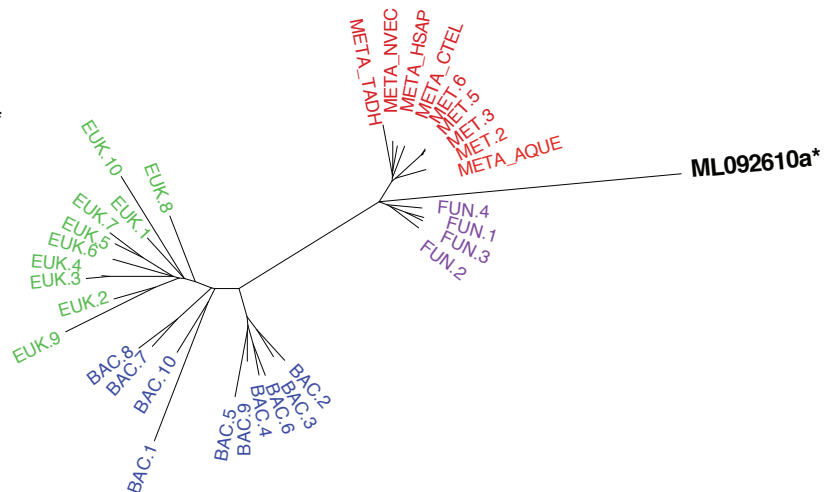 *
META_TADH
META_NVEC
META_HSAP
META_CTEL
MET.6
MET.5
MET.3
MET.2
META_AQUE
ML092610a*
FUN.4
FUN.1
FUN.3
FUN.2
EUK.10
EUK.8
EUK.1
EUK.7
EUK.5
EUK.6
EUK.4
EUK.3
EUK.2
EUK.9
BAC.8
BAC.7
BAC.10
BAC.1
BAC.5
BAC.9
BAC.4
BAC.6
BAC.3
BAC.2